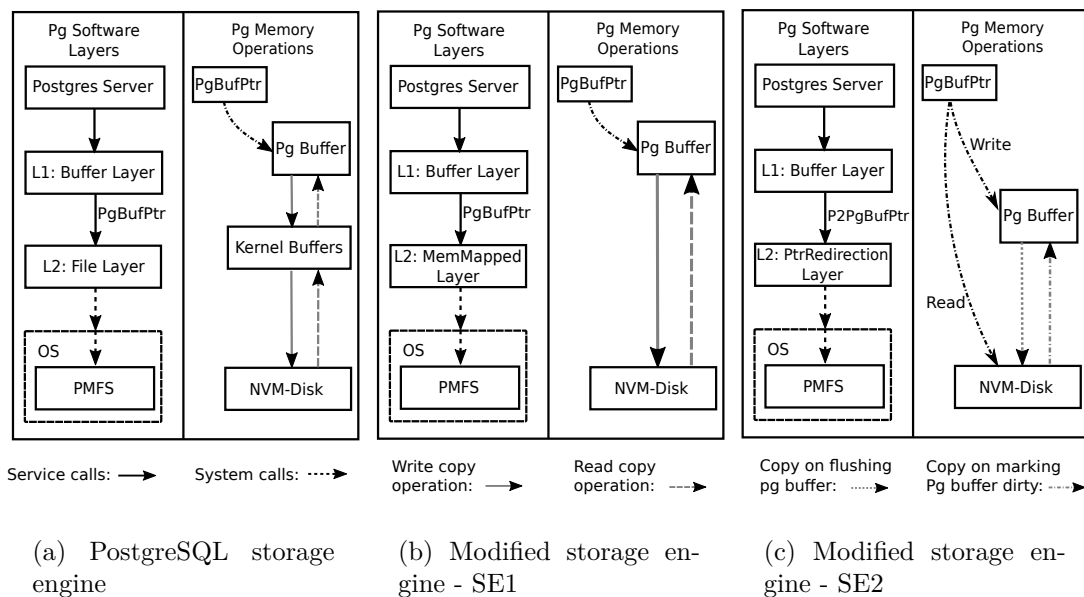 Pg Software
Layers
Postgres Server
L1: Buffer Layer
PgBufPtr
L2: File Layer
OS
PMFS
Pg Memory
Operations
PgBufPtr
Pg Buffer
Kernel Buffers
NVM-Disk
Pg Software
Layers
Postgres Server
L1: Buffer Layer
PgBufPtr
L2: MemMapped
Layer
OS
PMFS
Pg Memory
Operations
PgBufPtr
Pg Buffer
NVM-Disk
Pg Software
Layers
Postgres Server
L1: Buffer Layer
P2PgBufPtr
L2: PtrRedirection
Layer
OS
PMFS
Pg Memory
Operations
PgBufPtr
Write
Pg Buffer
Read
NVM-Disk
Service calls:
System calls:
Write copy
operation:
Read copy
operation:
Copy on flushing
pg buffer:
Copy on marking
Pg buffer dirty:
(a) PostgreSQL storage
engine
(b) Modified storage en-
gine - SE1
(c) Modified storage en-
gine - SE2